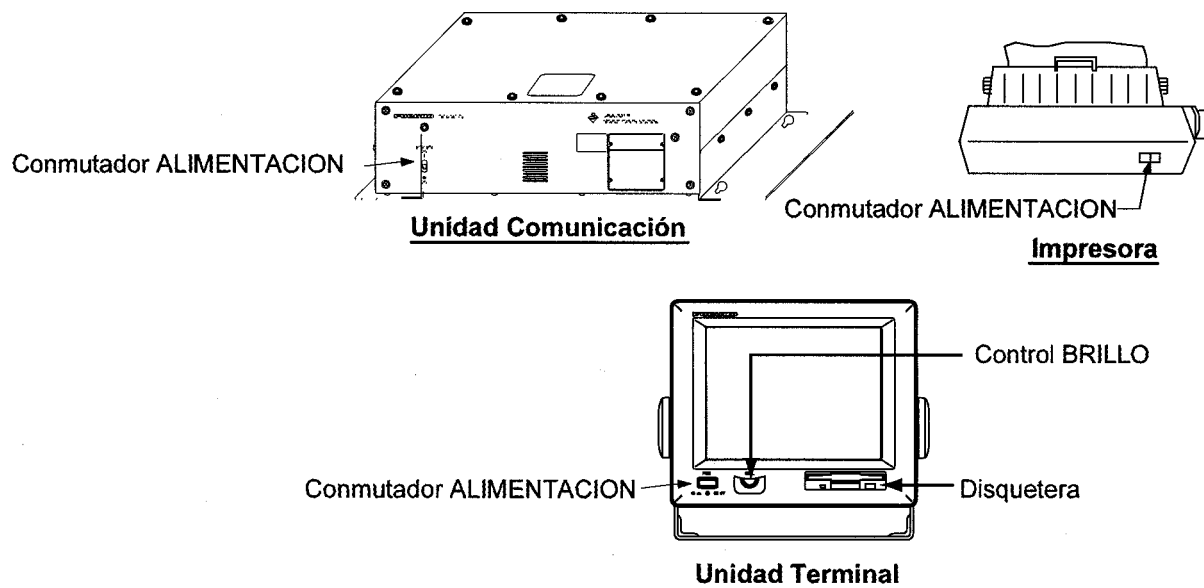 Conmutador ALIMENTACION
Unidad Comunicación
Conmutador ALIMENTACION
Impresora
Control BRILLO
Conmutador ALIMENTACION
Disquetera
Unidad Terminal